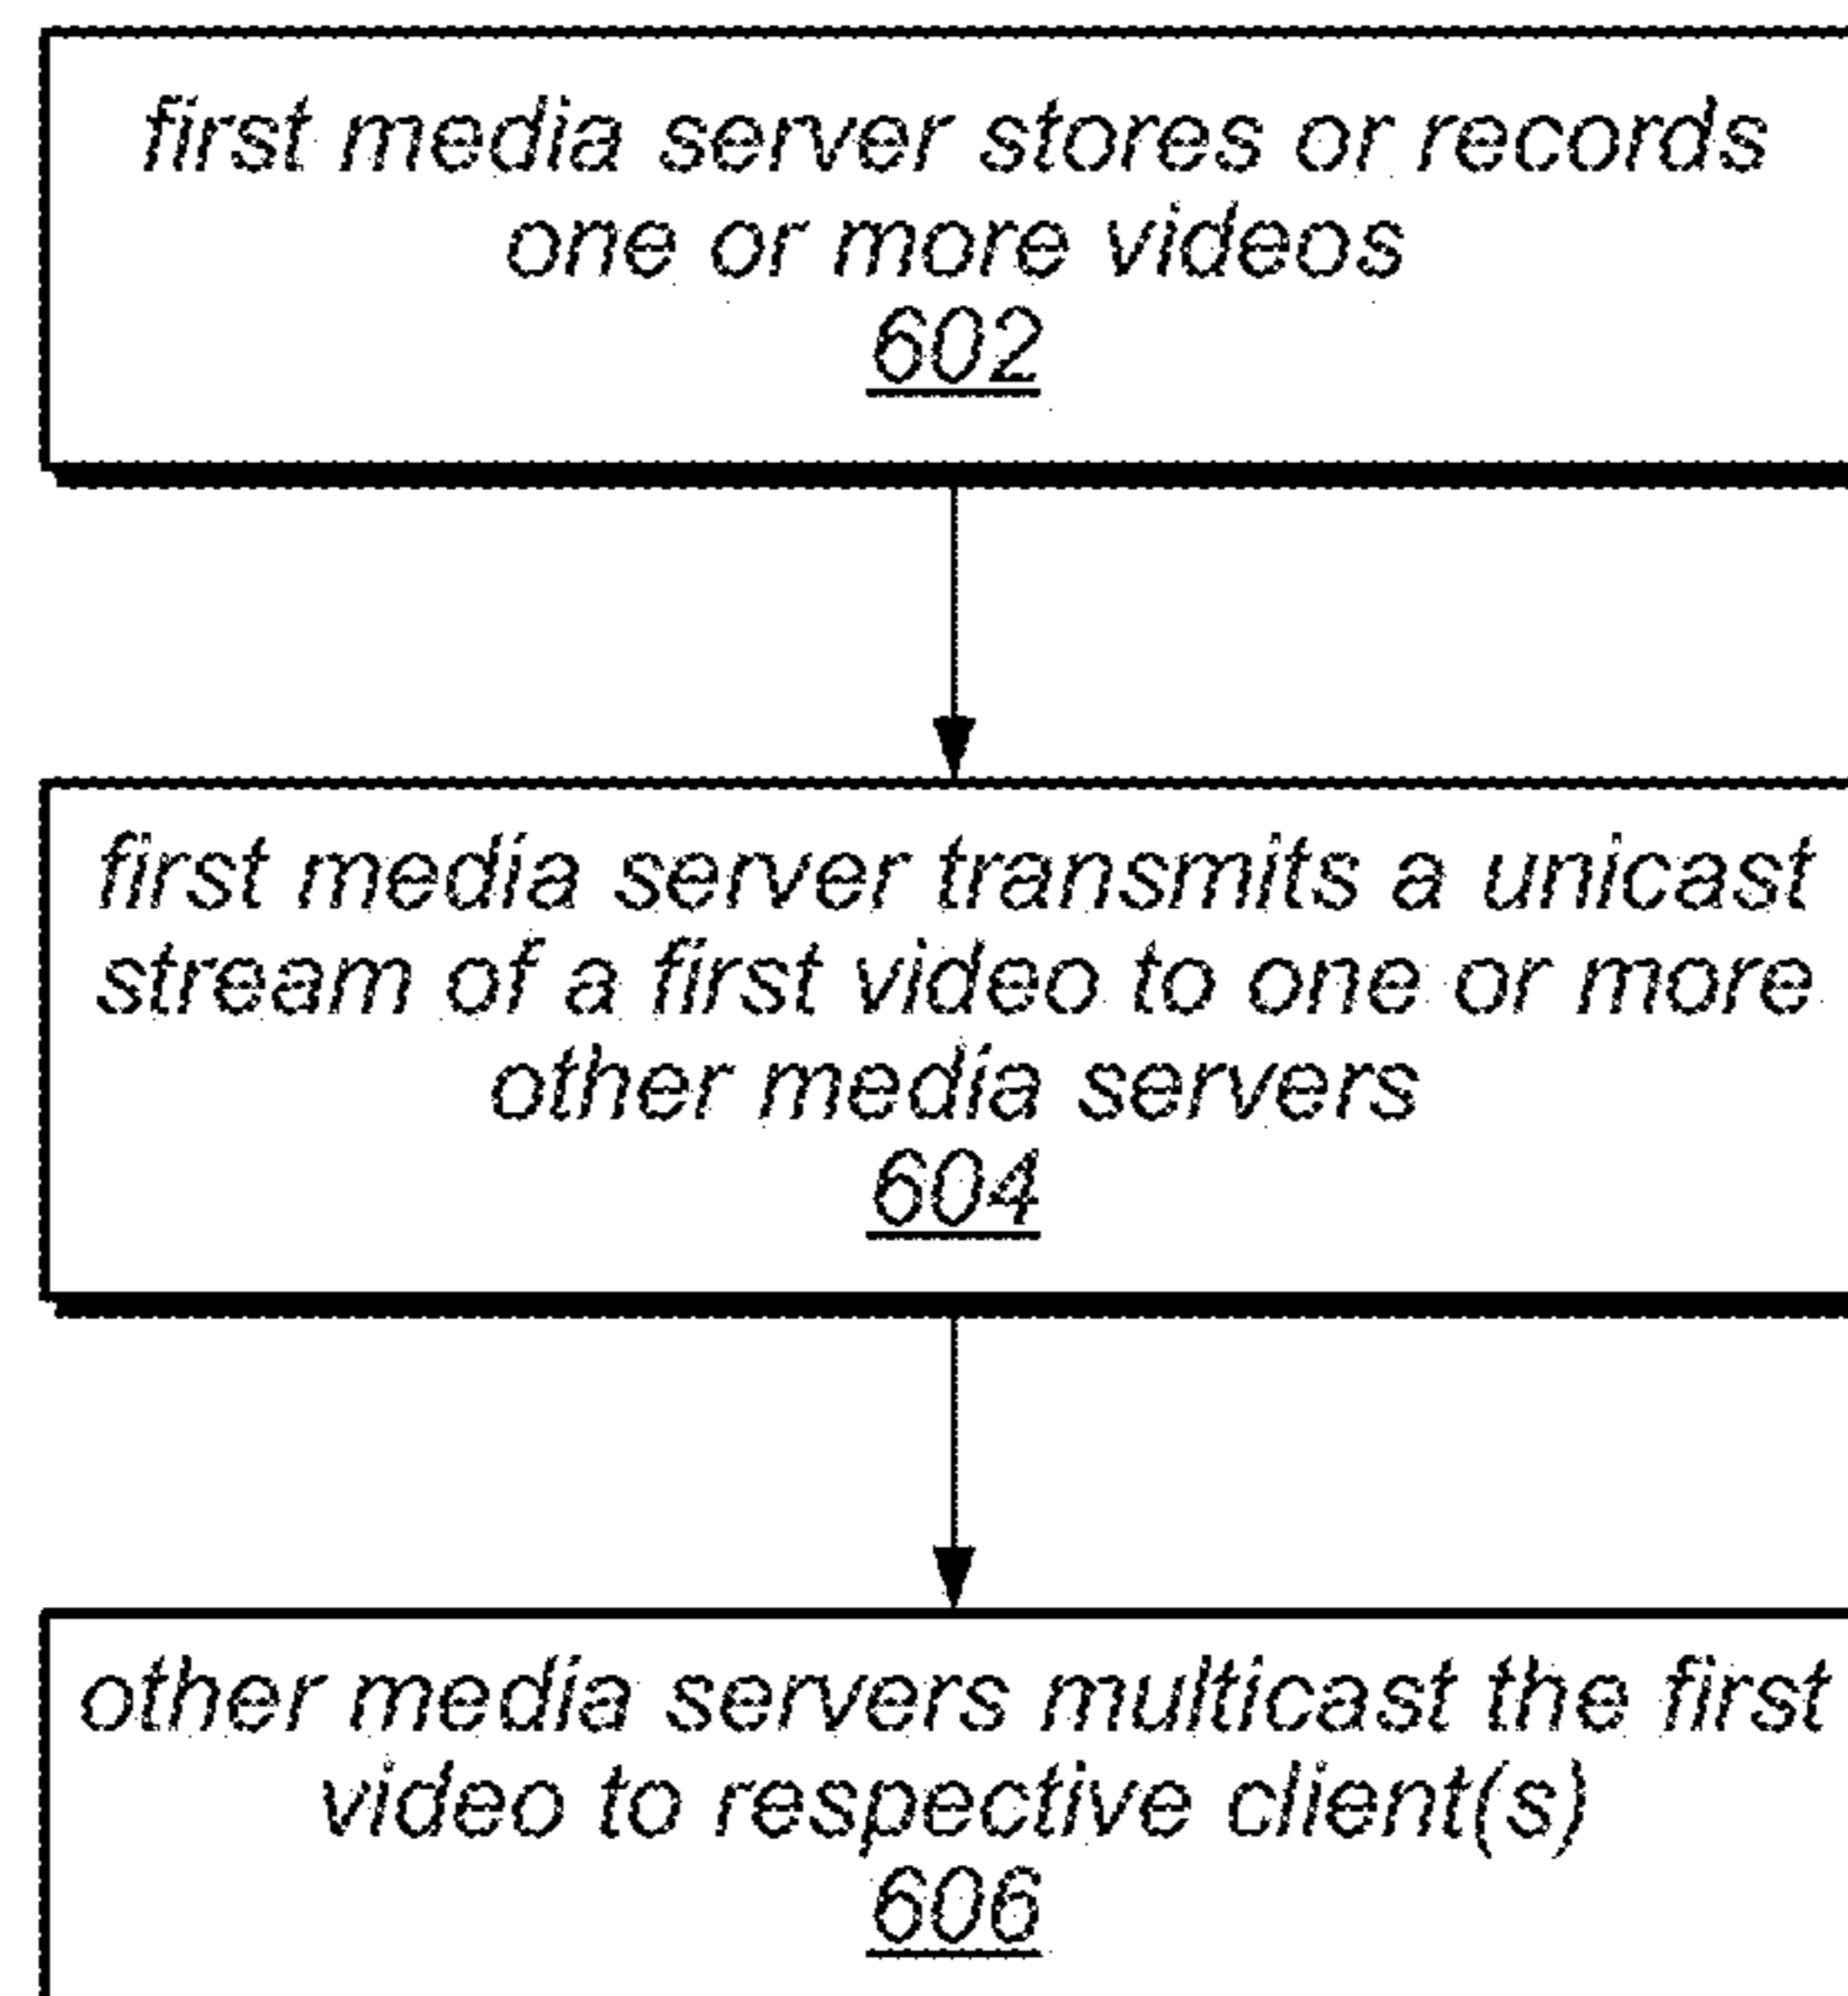 first media server stores or records
one or more videos
602
first media server transmits a unicast
stream of a first video to one or more
other media servers
604
other media servers multicast the first
video to respective client(s)
606